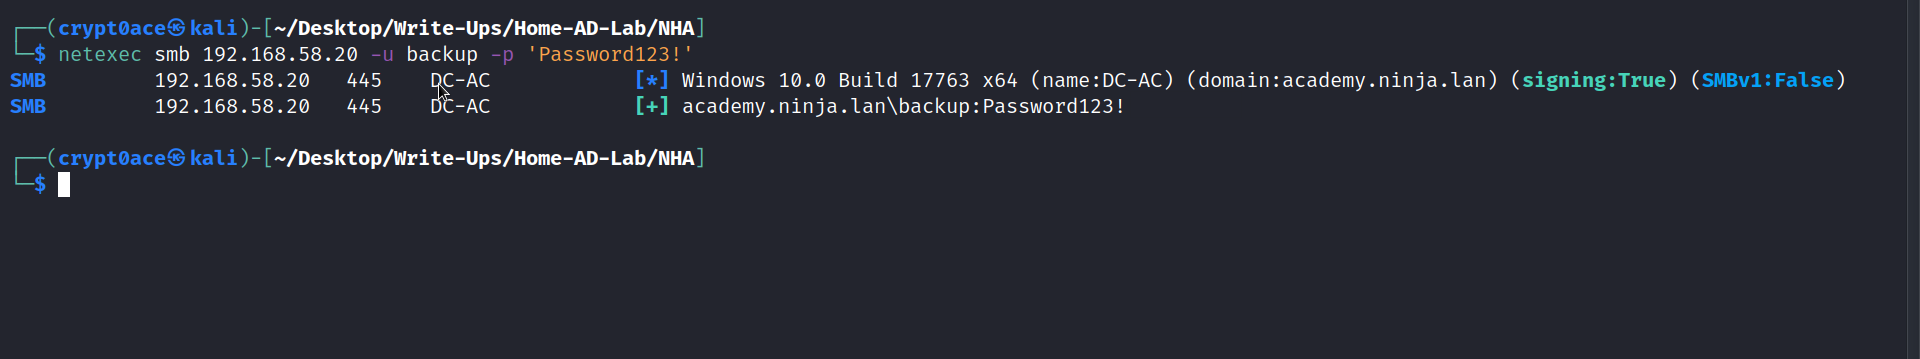 ┌──(crypt0ace㉿kali)-[~/Desktop/Write-Ups/Home-AD-Lab/NHA]
└─$ netexec smb 192.168.58.20 -u backup -p 'Password123!'
SMB         192.168.58.20   445    DC-AC            [*] Windows 10.0 Build 17763 x64 (name:DC-AC) (domain:academy.ninja.lan) (signing:True) (SMBv1:False)
SMB         192.168.58.20   445    DC-AC            [+] academy.ninja.lan\backup:Password123!
┌──(crypt0ace㉿kali)-[~/Desktop/Write-Ups/Home-AD-Lab/NHA]
└─$